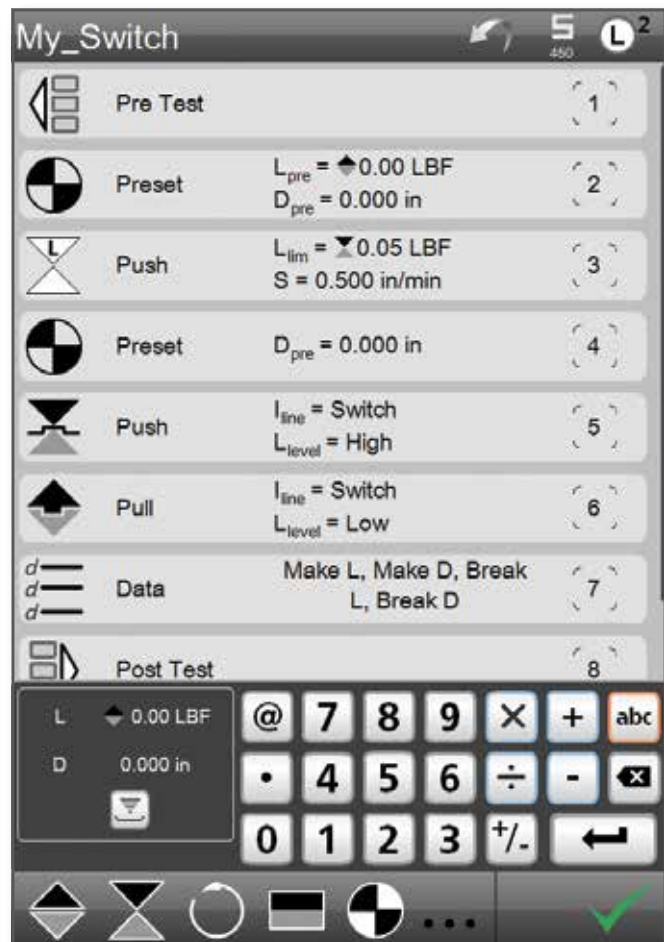 My_Switch
S 450 L 2
Pre Test 1
Preset Lpre = 0.00 LBF
Dpre = 0.000 in 2
L
Push Llim = 0.05 LBF
S = 0.500 in/min 3
Preset Dpre = 0.000 in 4
Push Iline = Switch
Llevel = High 5
Pull Iline = Switch
Llevel = Low 6
d
d
d
Data Make L, Make D, Break
L, Break D 7
Post Test 8
L 0.00 LBF
D 0.000 in
@ 7 8 9 × + abc
• 4 5 6 ÷ -
0 1 2 3 +/-
...